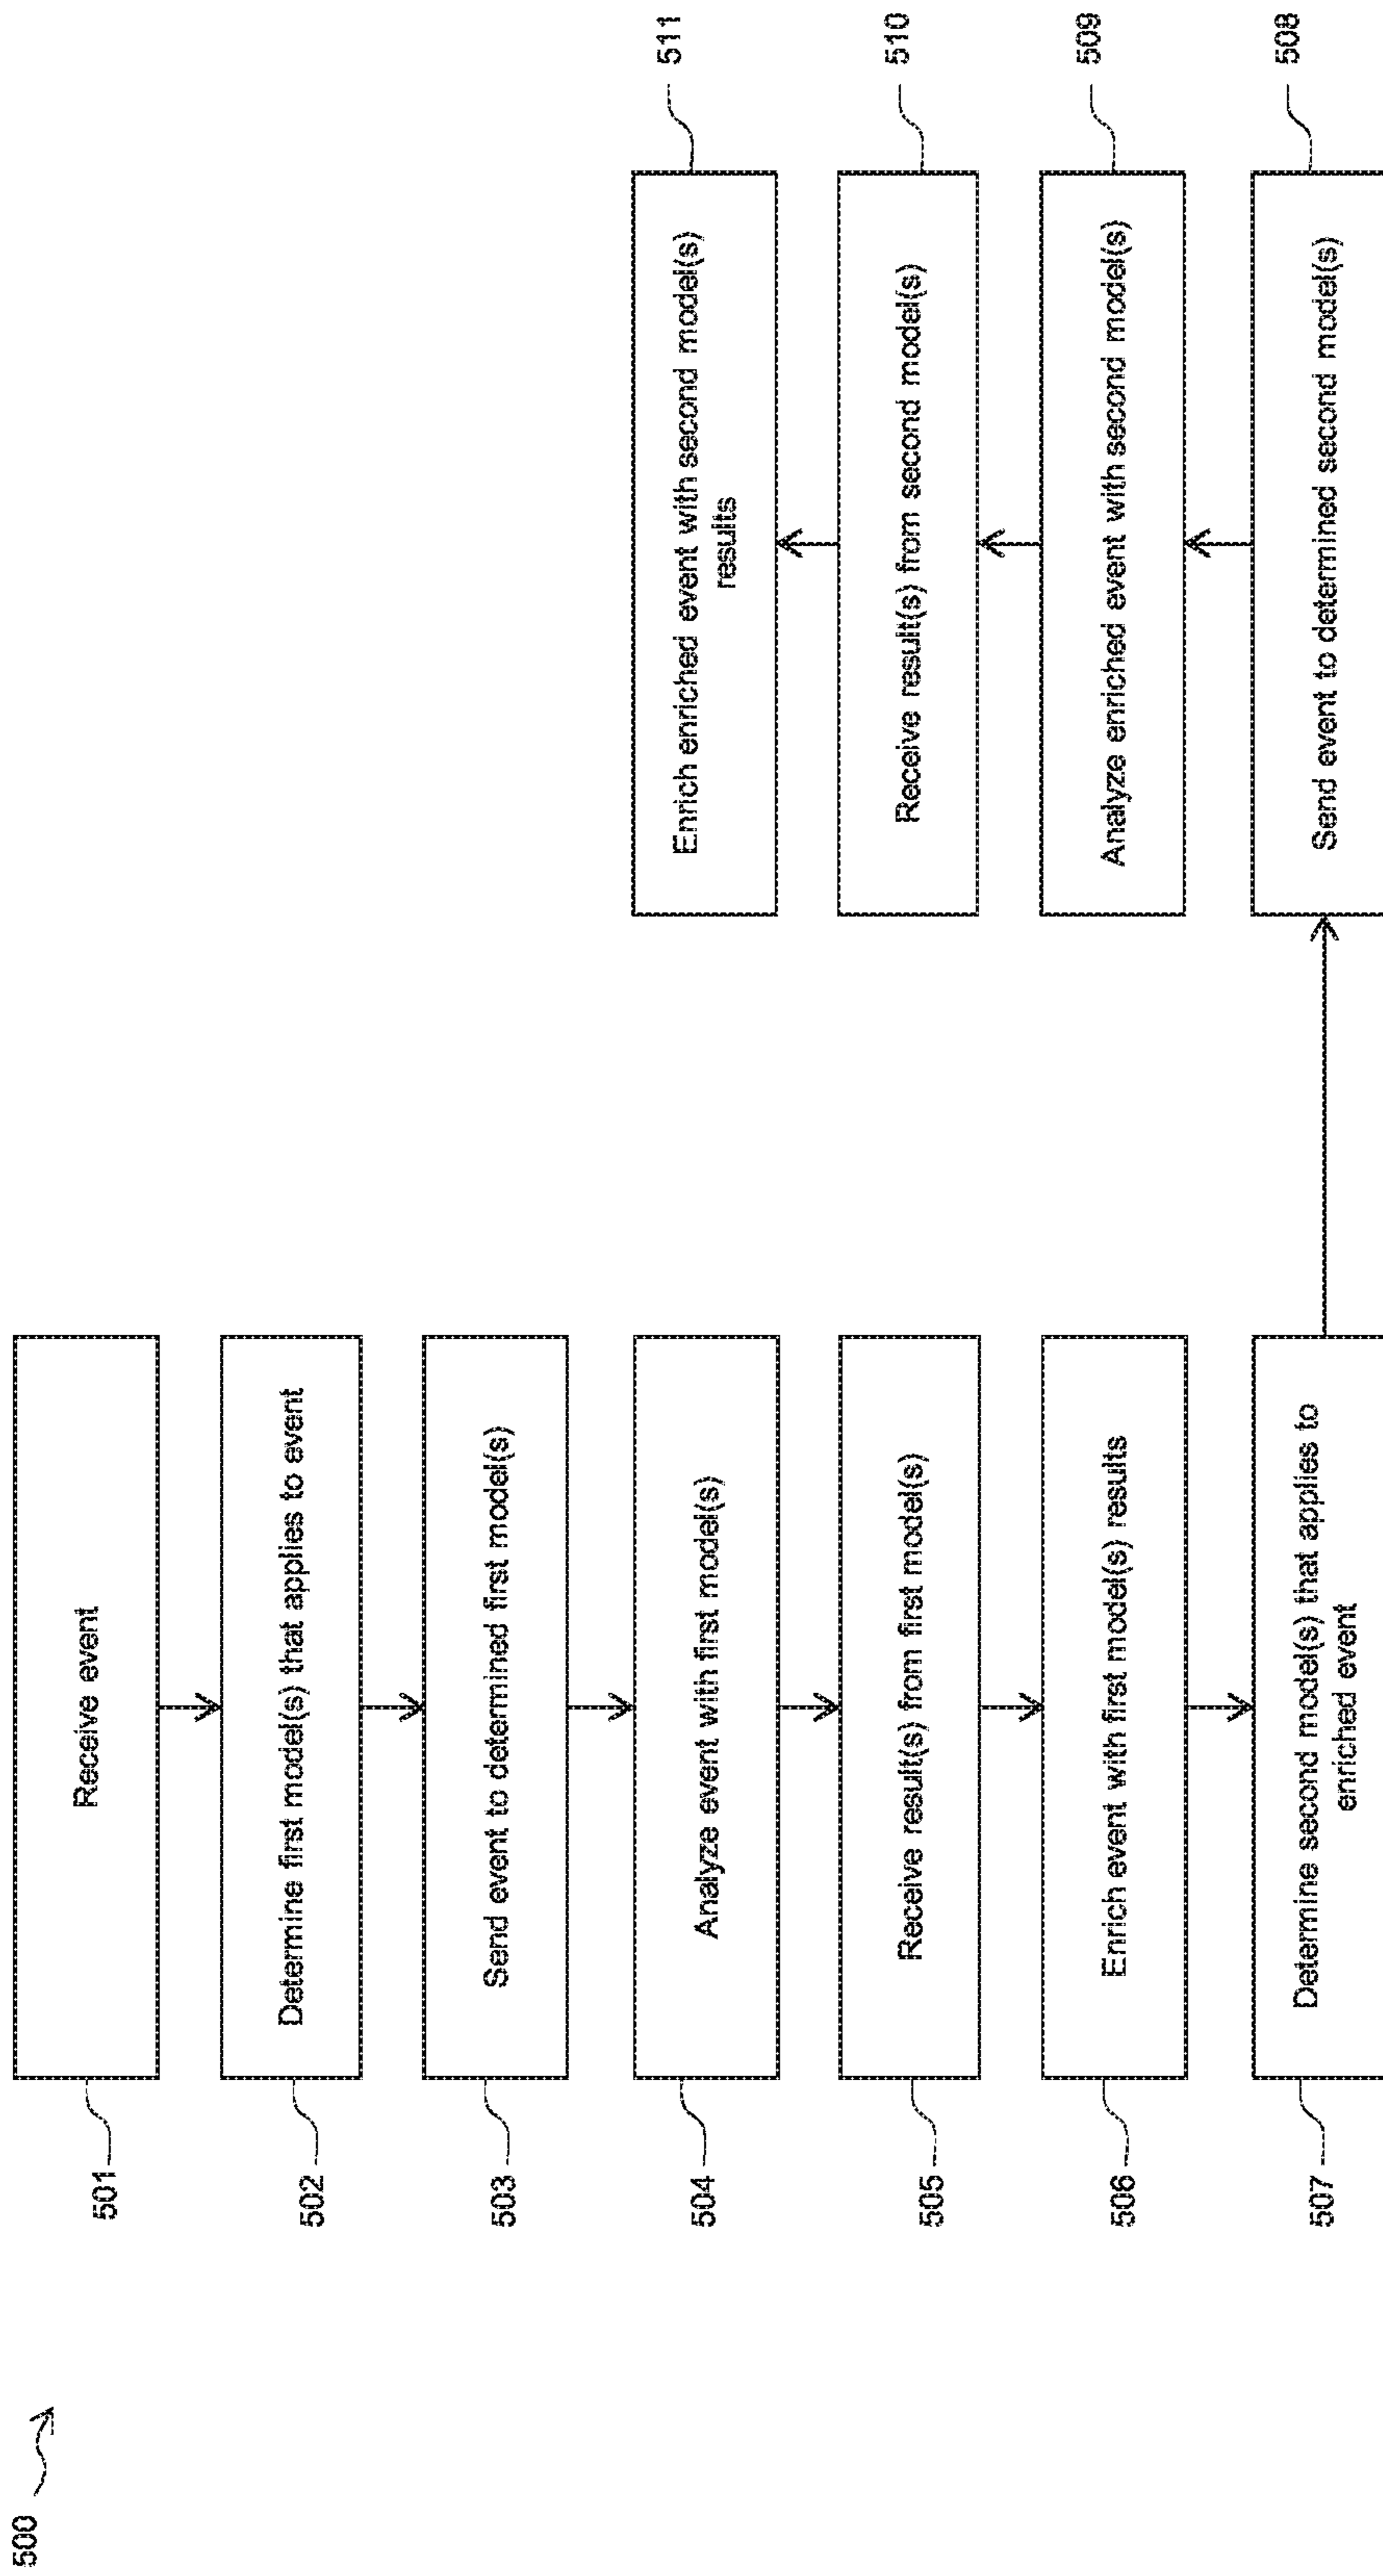 500
501
Receive event
502
Determine first model(s) that applies to event
503
Send event to determined first model(s)
504
Analyze event with first model(s)
505
Receive result(s) from first model(s)
506
Enrich event with first model(s) results
507
Determine second model(s) that applies to
enriched event
508
Send event to determined second model(s)
509
Analyze enriched event with second model(s)
510
Receive result(s) from second model(s)
511
Enrich enriched event with second model(s)
results